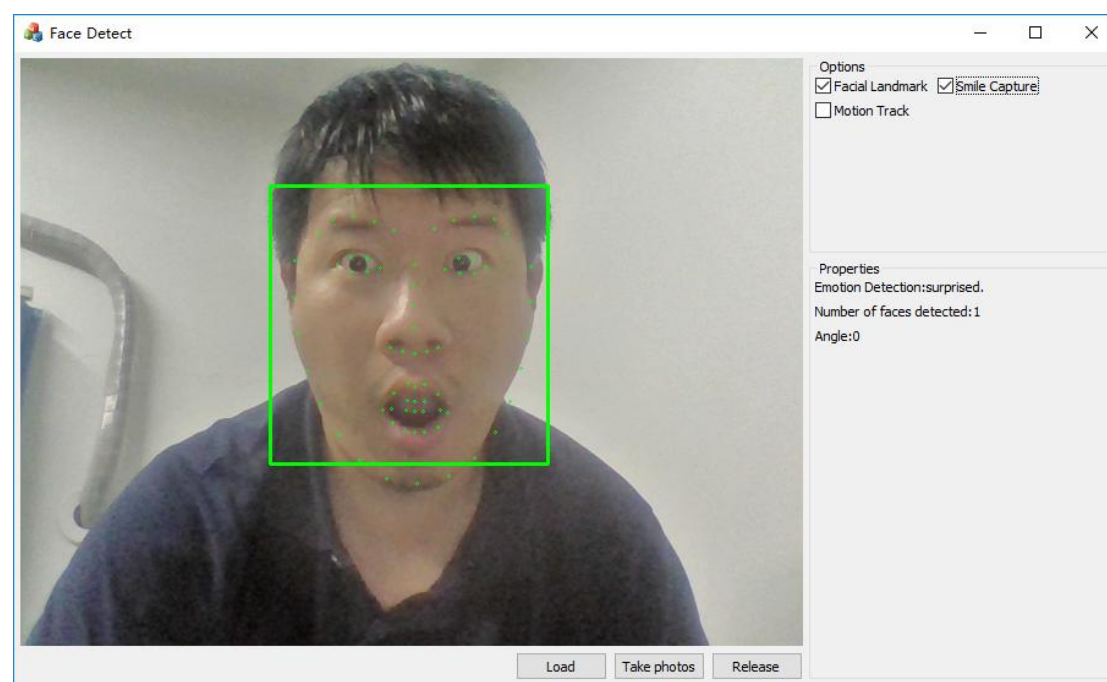 Face Detect
Options
Facial Landmark Smile Capture
Motion Track
Properties
Emotion Detection:surprised.
Number of faces detected:1
Angle:0
Load Take photos Release